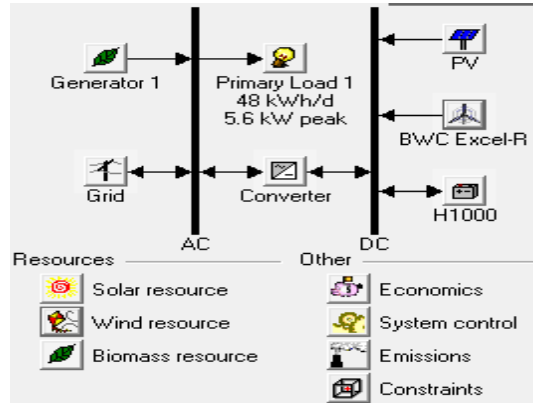 Generator 1
Primary Load 1
48 kWh/d
5.6 kW peak
PV
BWC Excel-R
Grid
Converter
H1000
AC
DC
Resources
Other
Solar resource
Economics
Wind resource
System control
Biomass resource
Emissions
Constraints